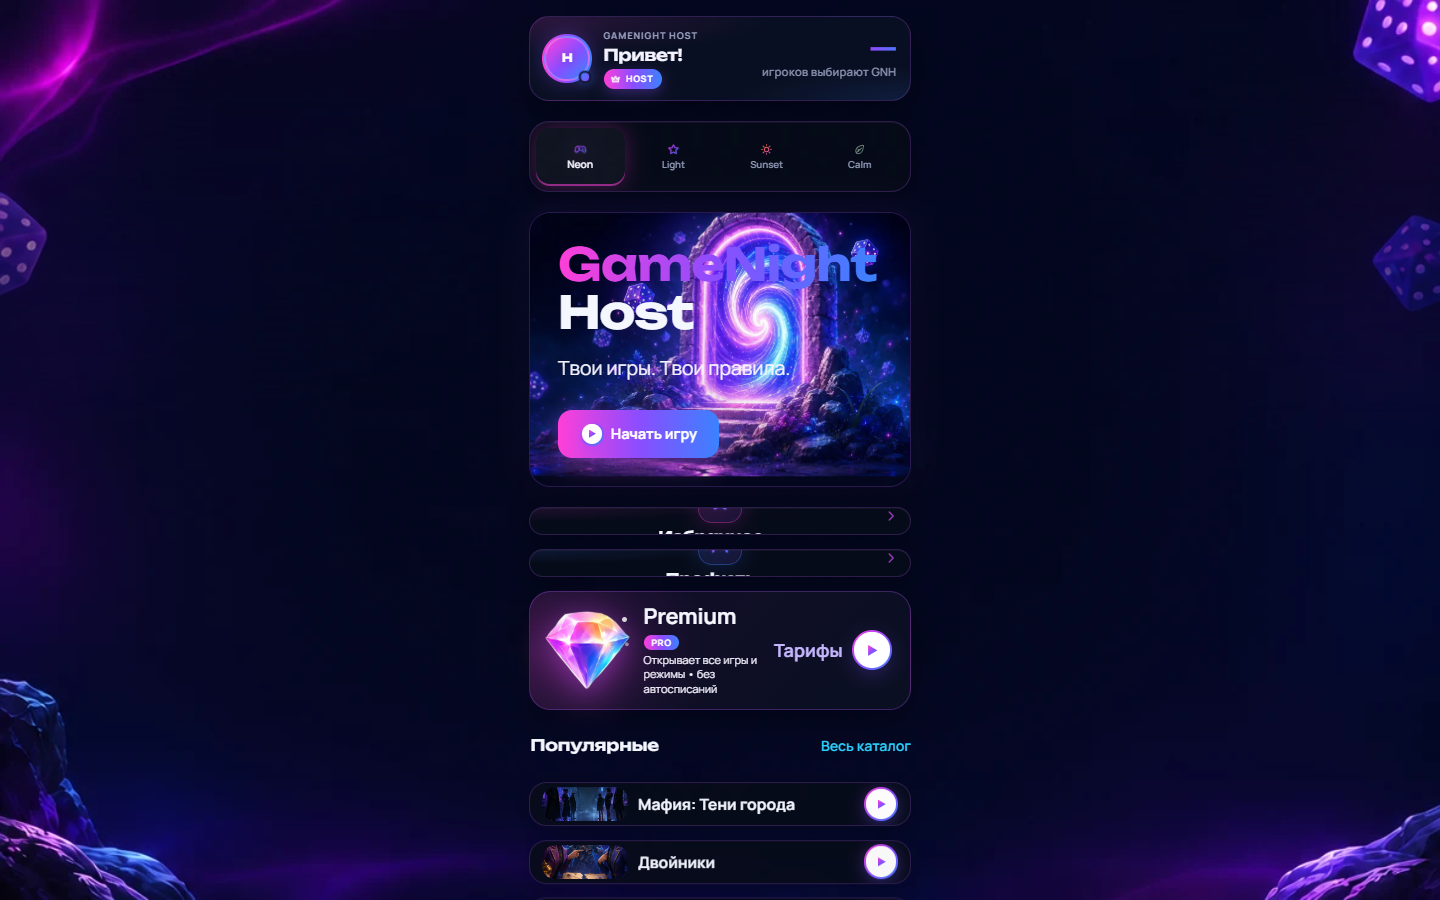 GAMENIGHT HOST
Привет!
HOST
—
игроков выбирают GNH
H
Neon
Light
Sunset
Calm
GameNight
Host
Твои игры. Твои правила.
Начать игру
Premium
PRO
Открывает все игры и
режимы • без
автосписаний
Тарифы
Популярные
Весь каталог
Мафия: Тени города
Двойники